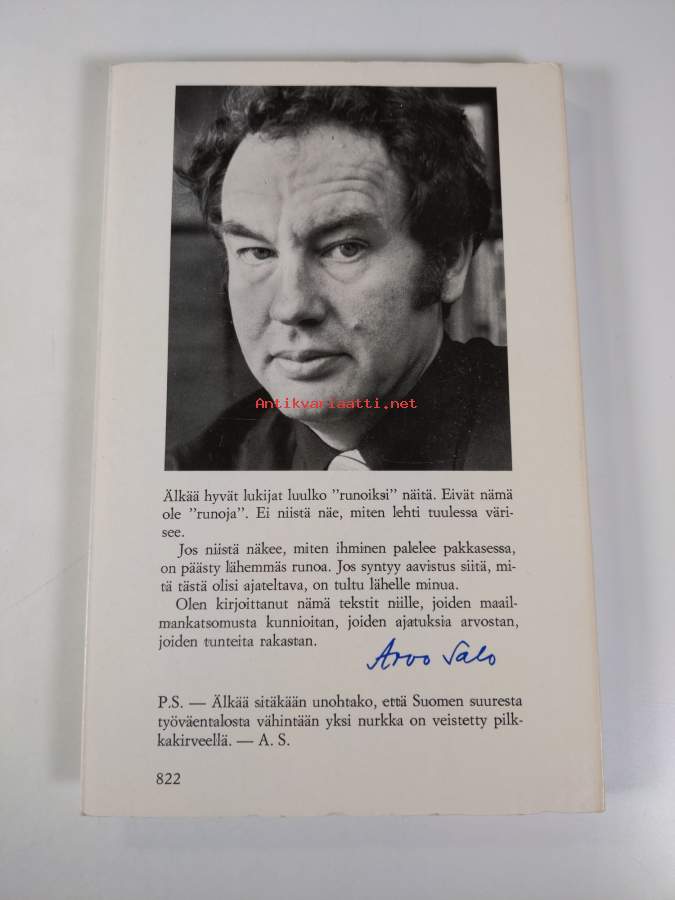 Antikvariaatti.net
Älkää hyvät lukijat luulko "runoiksi" näitä. Eivät nämä
ole "runoja". Ei niistä näe, miten lehti tuulessa väri-
see.
Jos niistä näkee, miten ihminen palelee pakkasessa,
on päästy lähemmäs runoa. Jos syntyy aavistus siitä, mi-
tä tästä olisi ajateltava, on tultu lähelle minua.
Olen kirjoittanut nämä tekstit niille, joiden maail-
mankatsomusta kunnioitan, joiden ajatuksia arvostan,
joiden tunteita rakastan.
Arvo Salo
P.S. — Älkää sitäkään unohtako, että Suomen suuresta
työväentalosta vähintään yksi nurkka on veistetty pilk-
kakirveellä. — A. S.
822